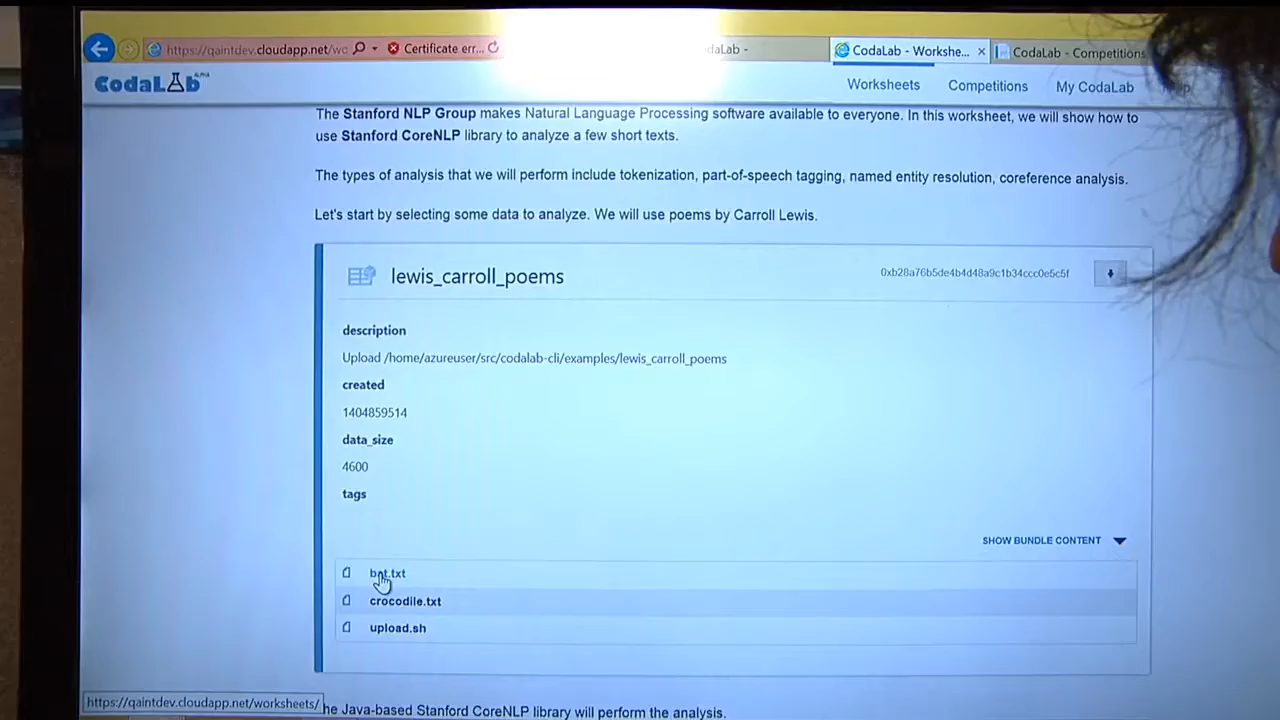 https://qaintdev.cloudapp.net/wo
Certificate err...
daLab -
CodaLab - Workshe...
CodaLab - Competitions
CodaLab ALPHA
Worksheets
Competitions
My CodaLab
The Stanford NLP Group makes Natural Language Processing software available to everyone. In this worksheet, we will show how to
use Stanford CoreNLP library to analyze a few short texts.
The types of analysis that we will perform include tokenization, part-of-speech tagging, named entity resolution, coreference analysis.
Let's start by selecting some data to analyze. We will use poems by Carroll Lewis.
lewis_carroll_poems
0xb28a76b5de4b4d48a9c1b34ccc0e5c5f
description
Upload /home/azureuser/src/codalab-cli/examples/lewis_carroll_poems
created
1404859514
data_size
4600
tags
SHOW BUNDLE CONTENT
bat.txt
crocodile.txt
upload.sh
https://qaintdev.cloudapp.net/worksheets/
he Java-based Stanford CoreNLP library will perform the analysis.